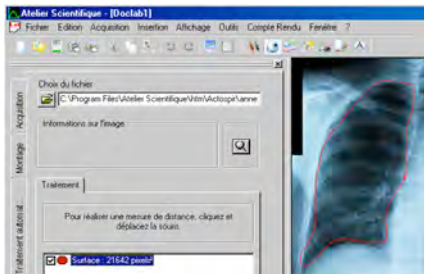 Atelier Scientifique - [Doclab1]
Fichier Edition Acquisition Insertion Affichage Outils Compte Rendu Fenêtre ?
Choix du fichier
C:\Program Files\Atelier Scientifique\htm\Actospir\anne
Informations sur l'image
Traitement
Pour réaliser une mesure de distance, cliquez et
déplacez la souris.
Surface : 21642 pixels²
Acquisition
Montage
Traitement automat